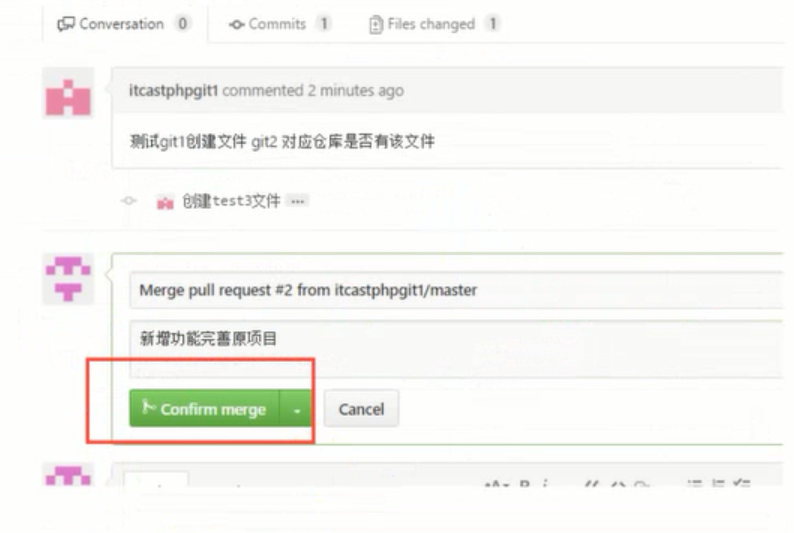 Conversation 0 Commits 1 Files changed 1
itcastphpgit1 commented 2 minutes ago
测试git1创建文件 git2 对应仓库是否有该文件
创建test3文件 ...
Merge pull request #2 from itcastphpgit1/master
新增功能完善原项目
Confirm merge Cancel